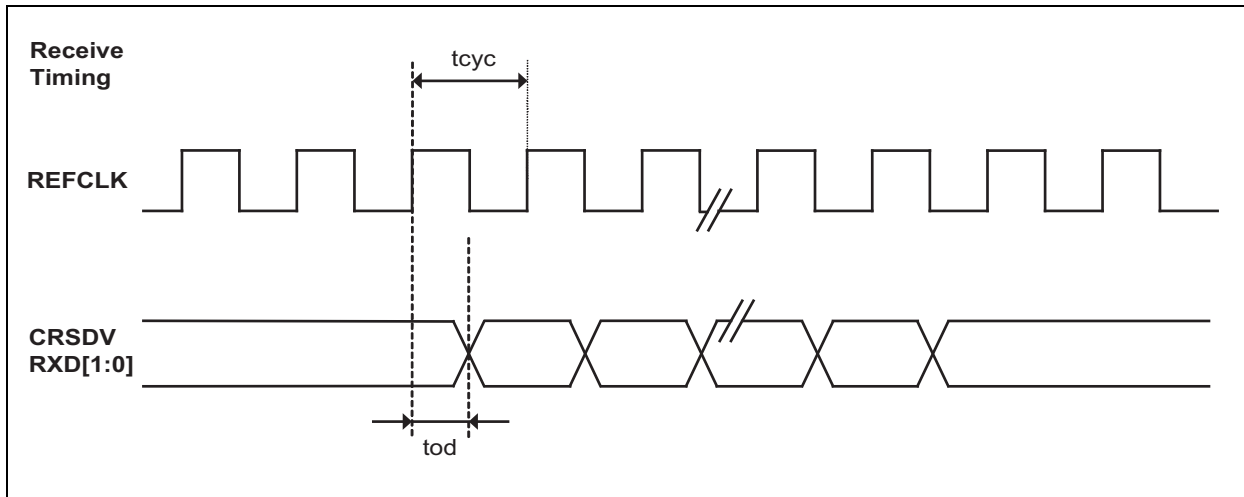 Receive
Timing
tcyc
REFCLK
CRSDV
RXD[1:0]
tod